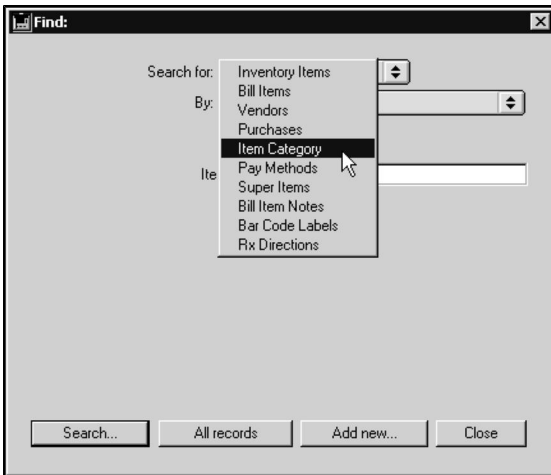 Find:
Search for:
By:
Ite
Inventory Items
Bill Items
Vendors
Purchases
Item Category
Pay Methods
Super Items
Bill Item Notes
Bar Code Labels
Rx Directions
Search...
All records
Add new...
Close